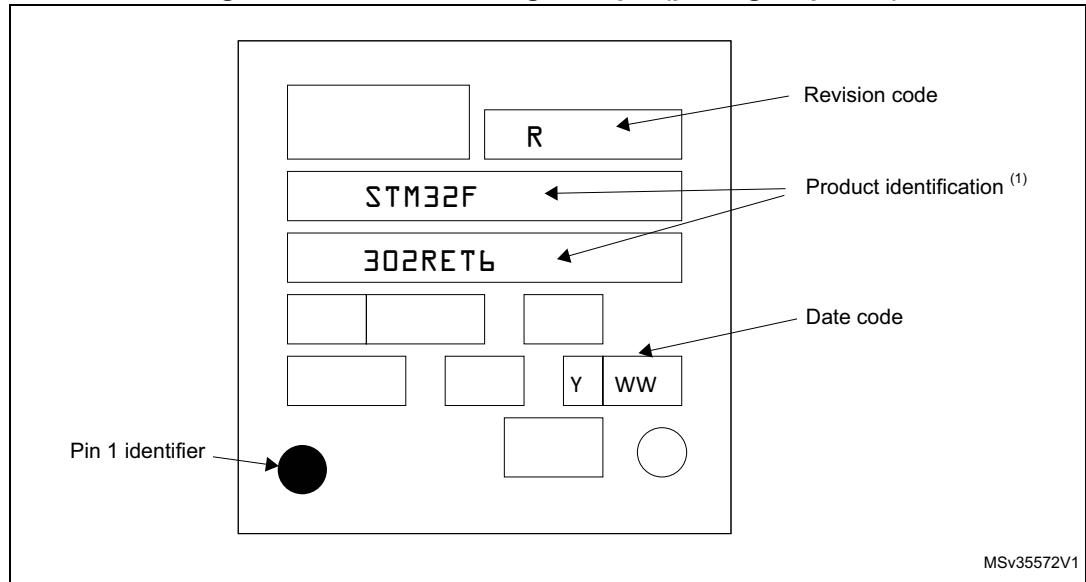 Revision code
R
Product identification (1)
STM32F
302RET6
Date code
Y WW
Pin 1 identifier
MSv35572V1